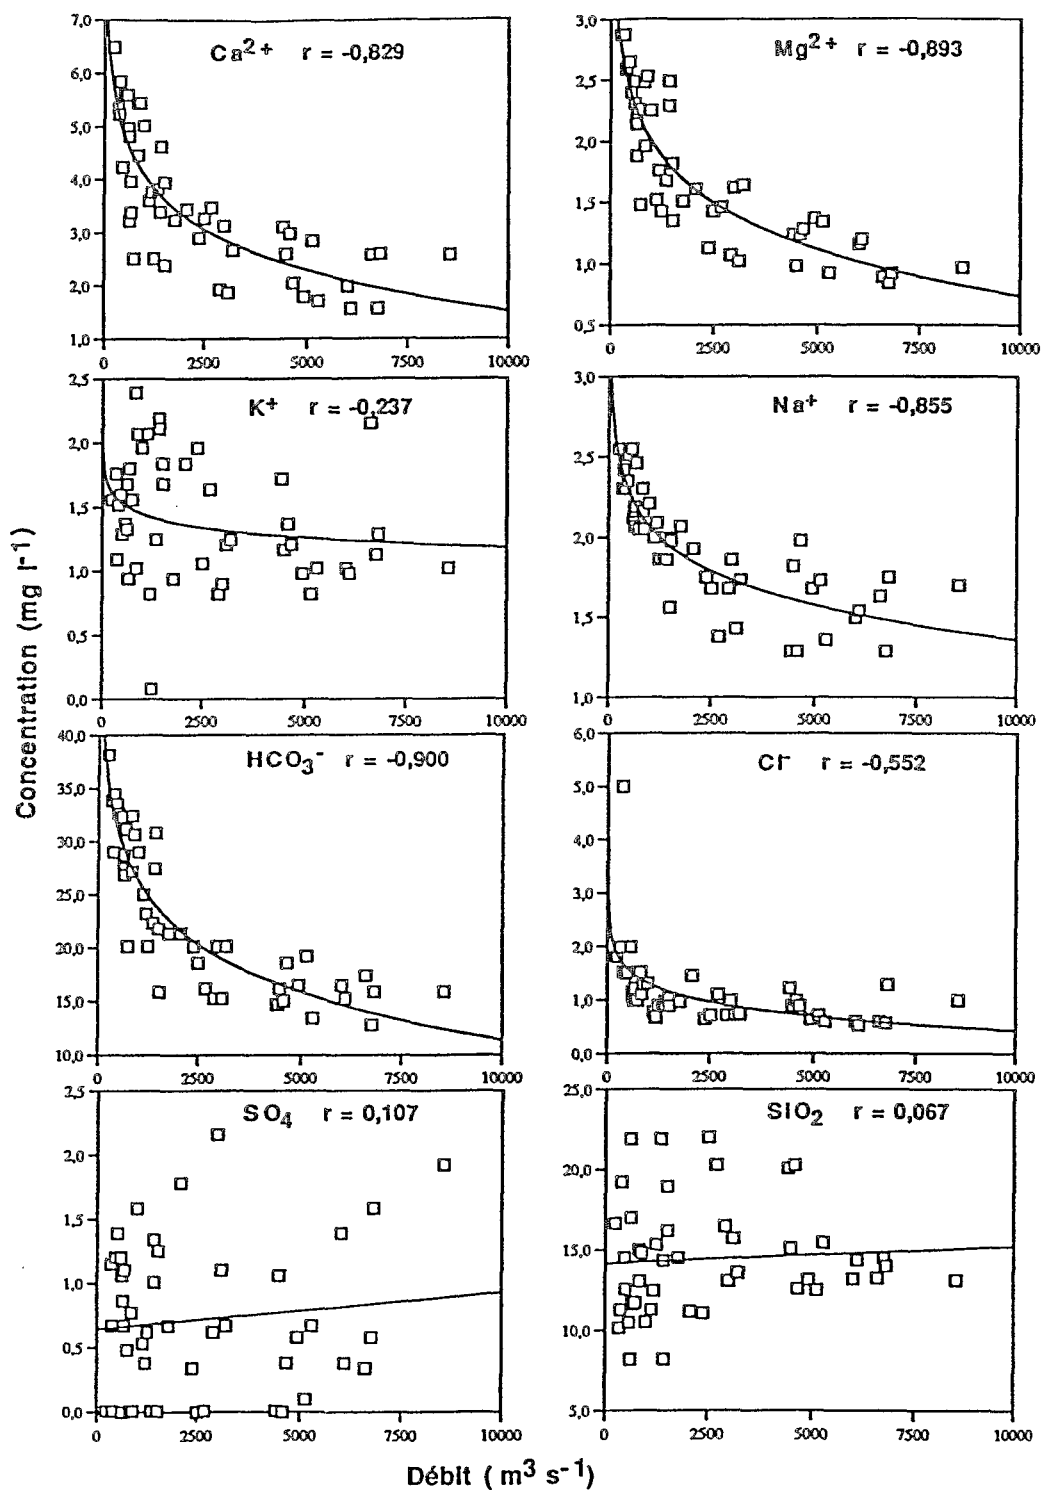 Ca2+ r = -0,829
7,0
6,0
5,0
4,0
3,0
2,0
1,0
0 2500 5000 7500 10000
Mg2+ r = -0,893
3,0
2,5
2,0
1,5
1,0
0,5
0 2500 5000 7500 10000
K+ r = -0,237
2,5
2,0
1,5
1,0
0,5
0,0
0 2500 5000 7500 10000
Na+ r = -0,855
3,0
2,5
2,0
1,5
1,0
0 2500 5000 7500 10000
Concentration (mg l-1)
HCO3- r = -0,900
40,0
35,0
30,0
25,0
20,0
15,0
10,0
0 2500 5000 7500 10000
Cl- r = -0,552
6,0
5,0
4,0
3,0
2,0
1,0
0,0
0 2500 5000 7500 10000
SO4 r = 0,107
2,5
2,0
1,5
1,0
0,5
0,0
0 2500 5000 7500 10000
SIO2 r = 0,067
25,0
20,0
15,0
10,0
5,0
0 2500 5000 7500 10000
Débit ( m3 s-1)